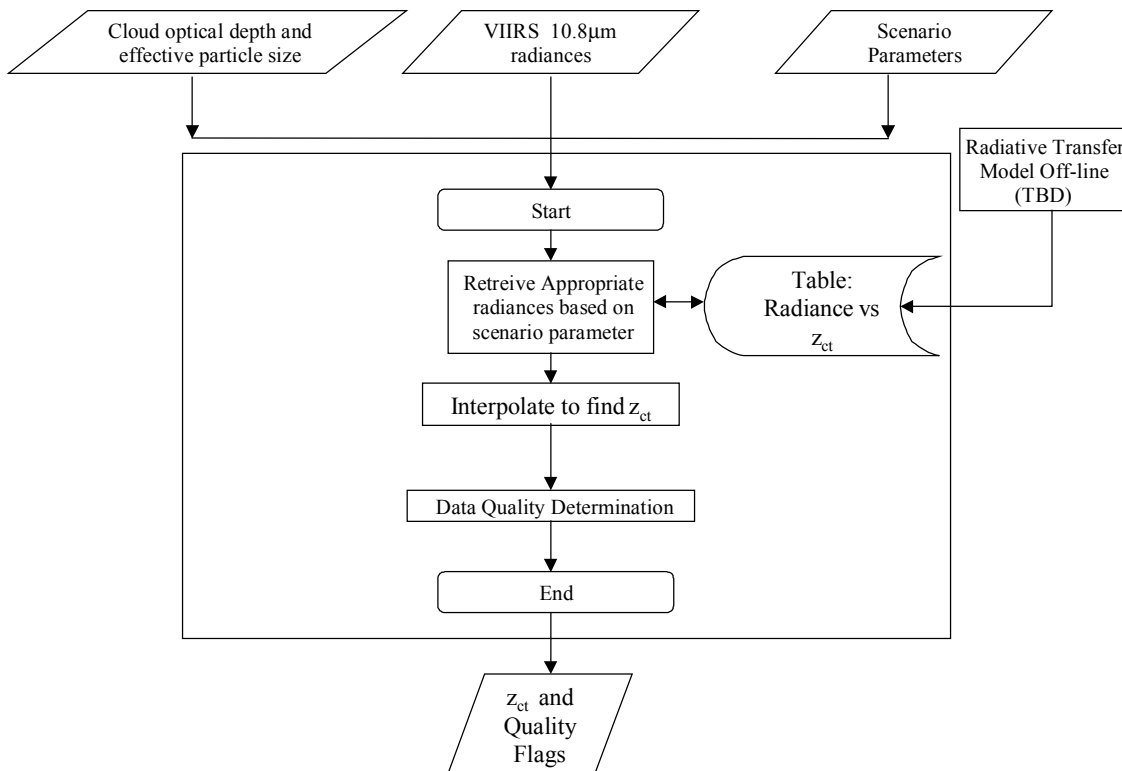 Cloud optical depth and
effective particle size
VIIRS 10.8µm
radiances
Scenario
Parameters
Radiative Transfer
Model Off-line
(TBD)
Start
Retreive Appropriate
radiances based on
scenario parameter
Table:
Radiance vs
zct
Interpolate to find zct
Data Quality Determination
End
zct and
Quality
Flags